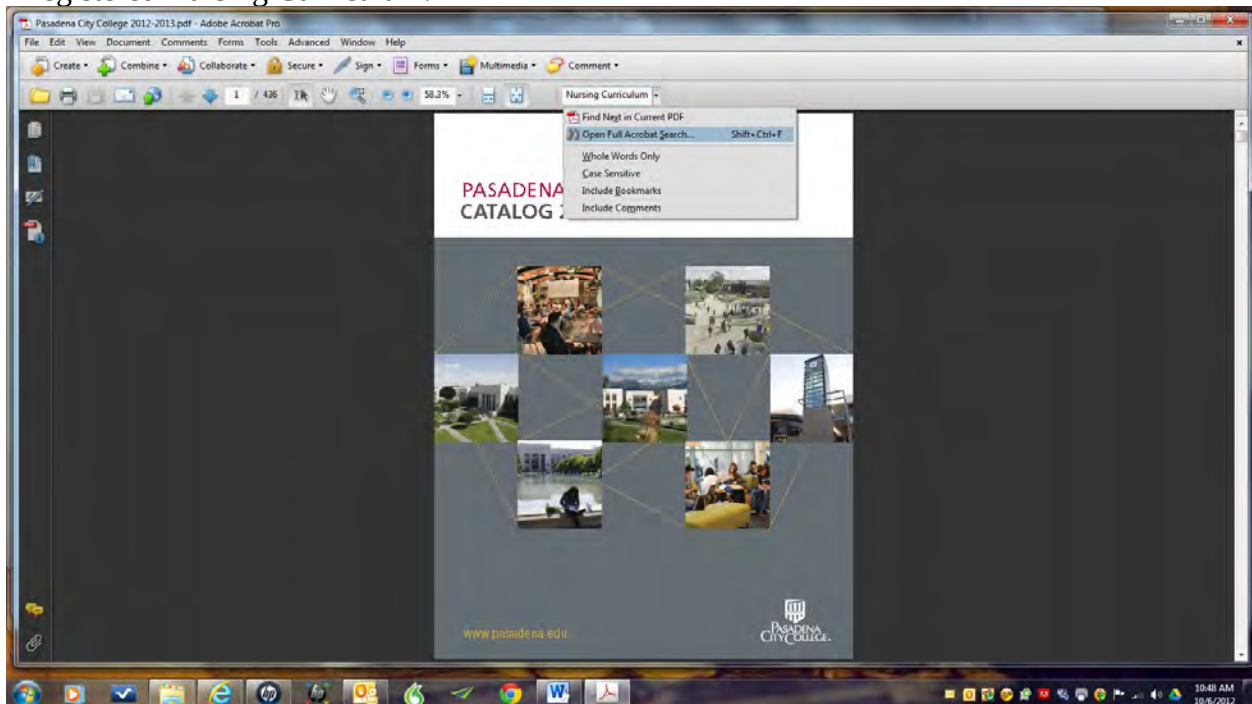 Pasadena City College 2012-2013.pdf - Adobe Acrobat Pro
File Edit View Document Comments Forms Tools Advanced Window Help
Create Combine Collaborate Secure Sign Forms Multimedia Comment
1 / 436 58.3% Nursing Curriculum
Find Next in Current PDF
Open Full Acrobat Search... Shift+Ctrl+F
Whole Words Only
Case Sensitive
Include Bookmarks
Include Comments
PASADENA
CATALOG
www.pasadena.edu
PASADENA
CITY COLLEGE
10:48 AM
10/6/2012